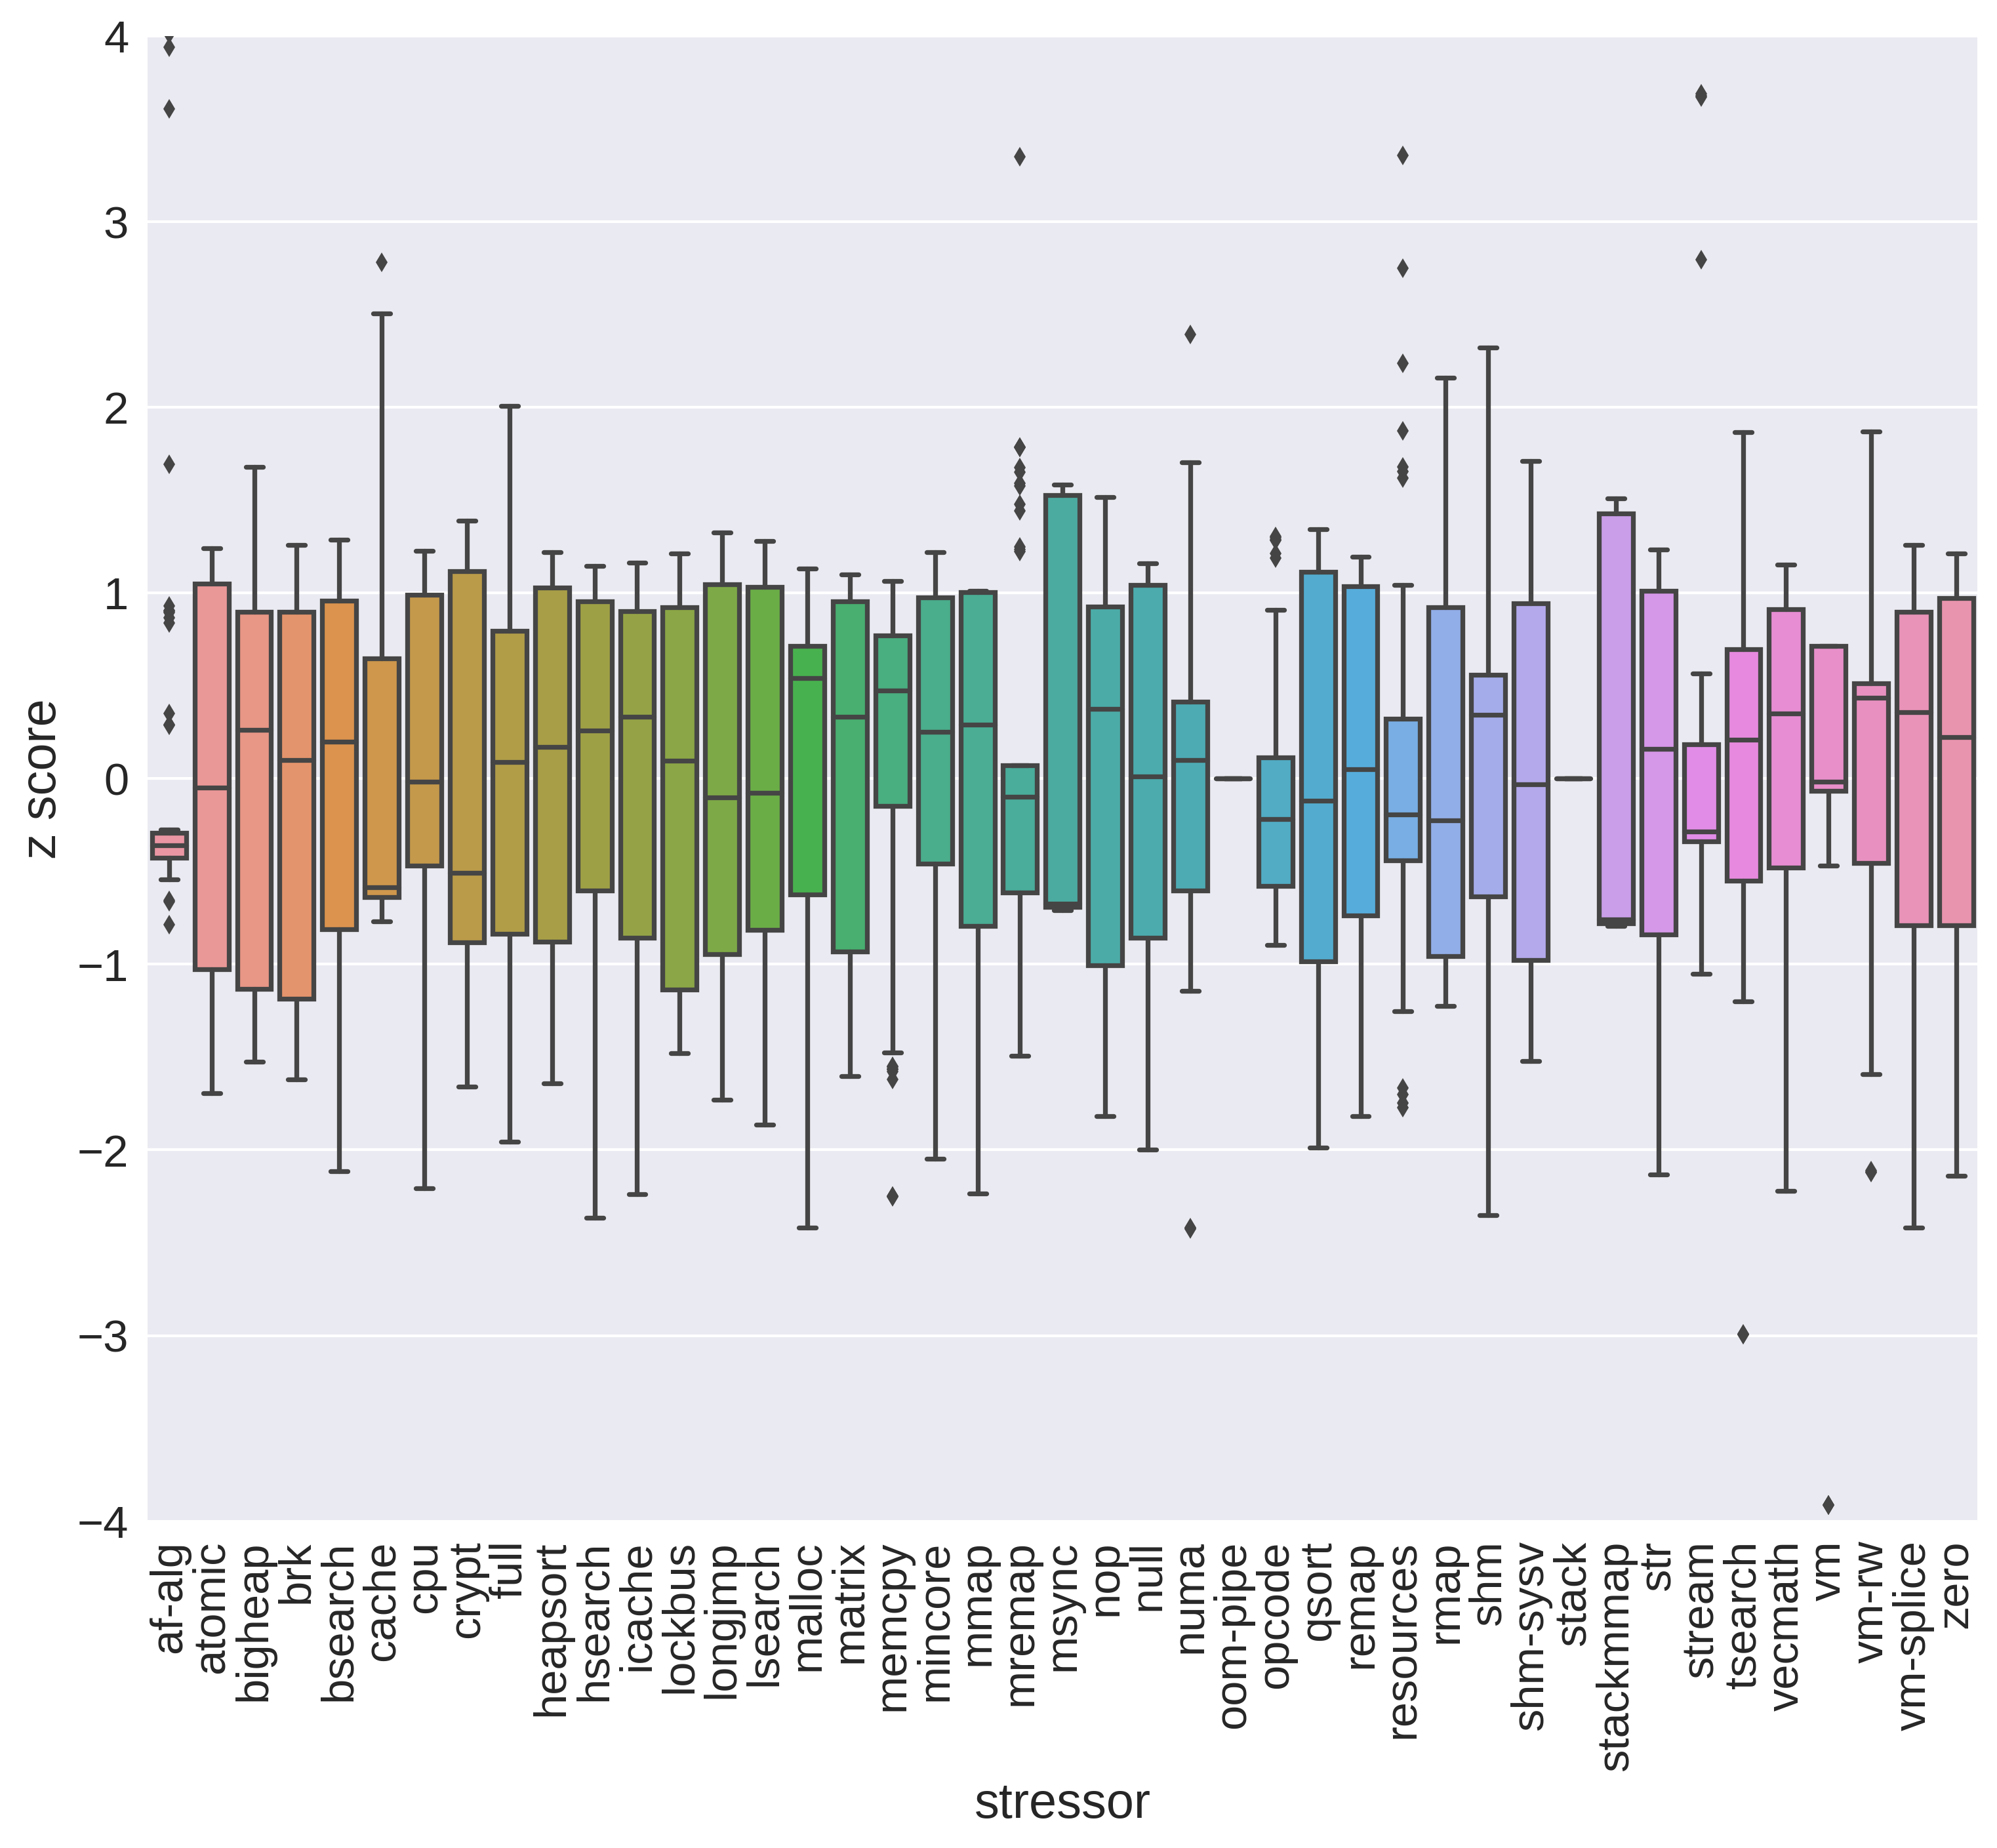 4
3
2
1
0
−1
−2
−3
−4
z score
af-alg
atomic
bigheap
brk
bsearch
cache
cpu
crypt
full
heapsort
hsearch
icache
lockbus
longjmp
lsearch
malloc
matrix
memcpy
mincore
mmap
mremap
msync
nop
null
numa
oom-pipe
opcode
qsort
remap
resources
rmap
shm
shm-sysv
stack
stackmmap
str
stream
tsearch
vecmath
vm
vm-rw
vm-splice
zero
stressor